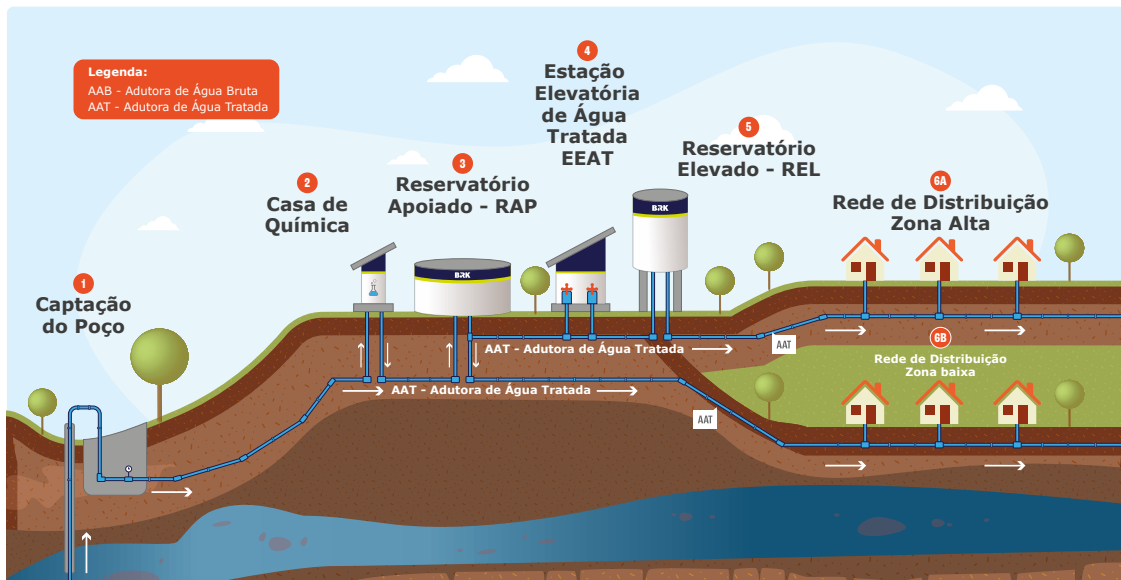 Legenda:
AAB - Adutora de Água Bruta
AAT - Adutora de Água Tratada
1
Captação
do Poço
2
Casa de
Química
3
Reservatório
Apoiado - RAP
4
Estação
Elevatória
de Água
Tratada
EEAT
5
Reservatório
Elevado - REL
6A
Rede de Distribuição
Zona Alta
BRK
BRK
AAT - Adutora de Água Tratada
AAT
6B
Rede de Distribuição
Zona baixa
AAT - Adutora de Água Tratada
AAT